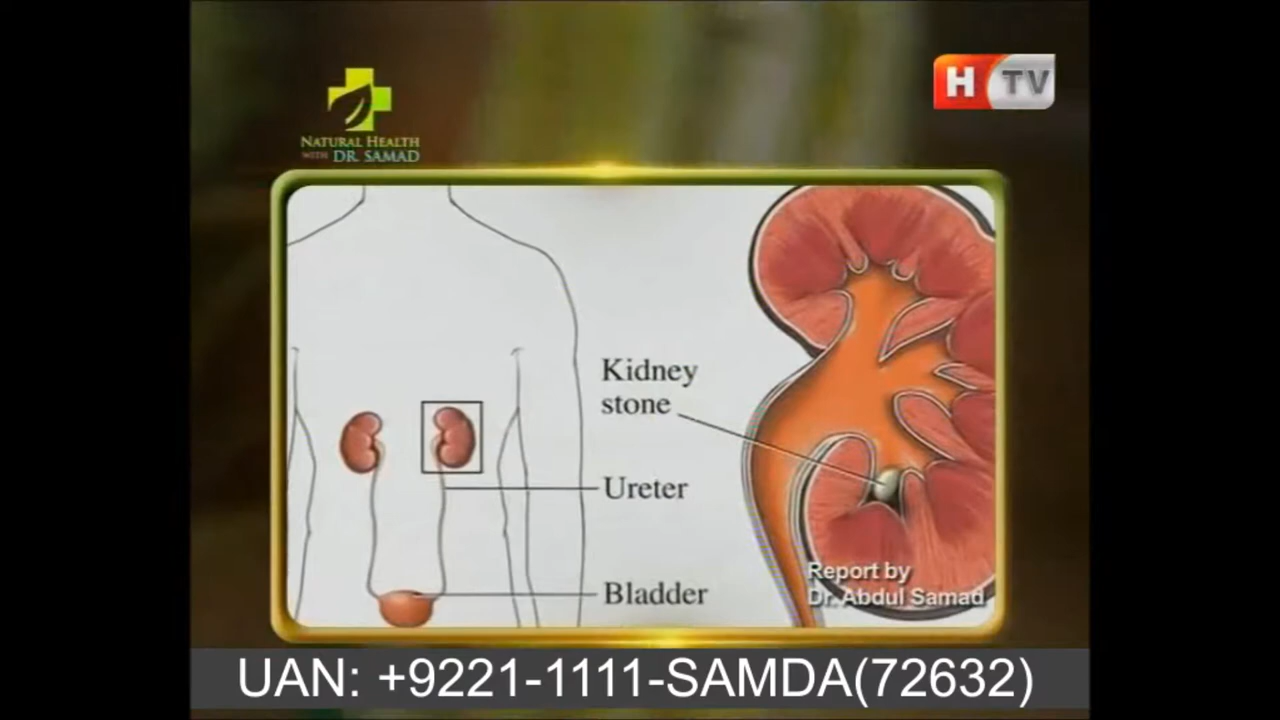 H TV
NATURAL HEALTH
WITH DR. SAMAD
Kidney
stone
Ureter
Bladder
Report by
Dr. Abdul Samad
UAN: +9221-1111-SAMDA(72632)